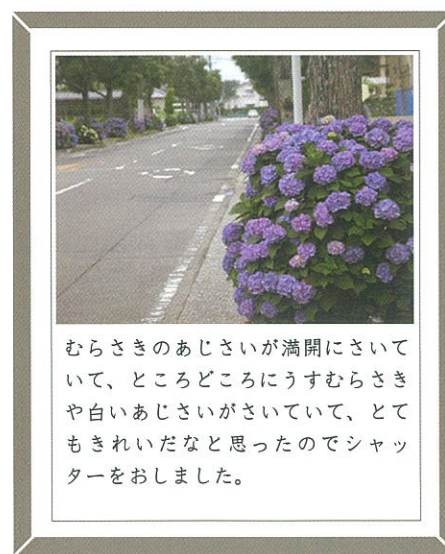 むらさきのあじさいが満開にさいて
いて、ところどころにうすむらさき
や白いあじさいがさいていて、とて
もきれいだなと思ったのでシャッ
ターをおしました。